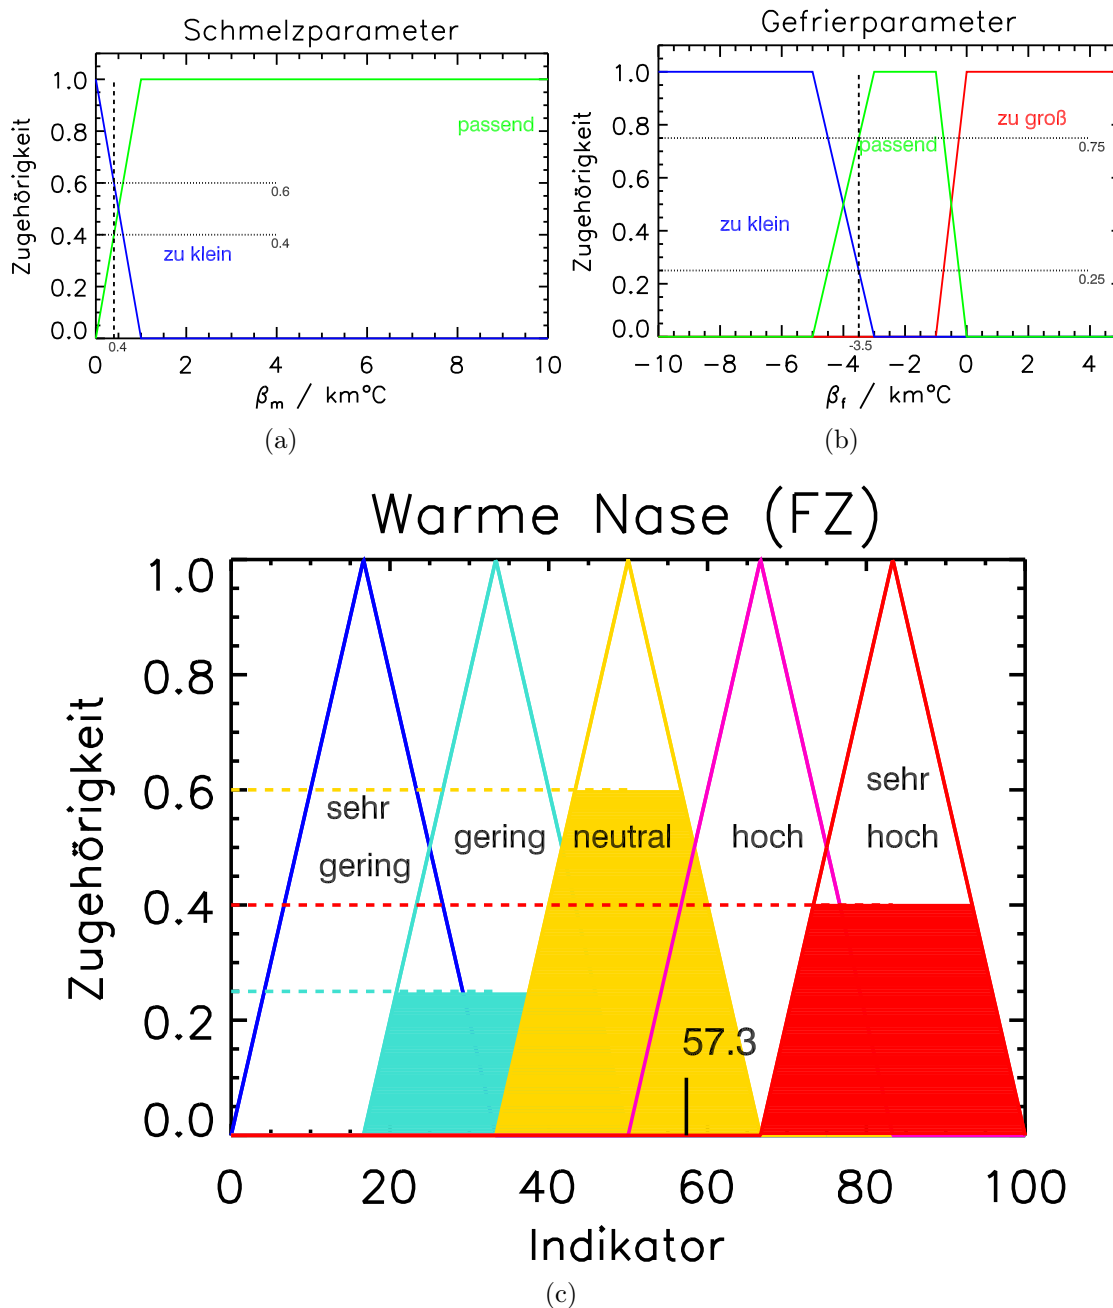 Schmelzparameter
Zugehörigkeit
1.0
0.8
0.6
0.4
0.2
0.0
passend
0.6
0.4
zu klein
0.4
0 2 4 6 8 10
βm / km°C
(a)
Gefrierparameter
Zugehörigkeit
1.0
0.8
0.6
0.4
0.2
0.0
zu groß
0.75
passend
zu klein
0.25
-3.5
−10 −8 −6 −4 −2 0 2 4
βf / km°C
(b)
Warme Nase (FZ)
Zugehörigkeit
1.0
0.8
0.6
0.4
0.2
0.0
sehr
gering
gering
neutral
hoch
sehr
hoch
57.3
0 20 40 60 80 100
Indikator
(c)